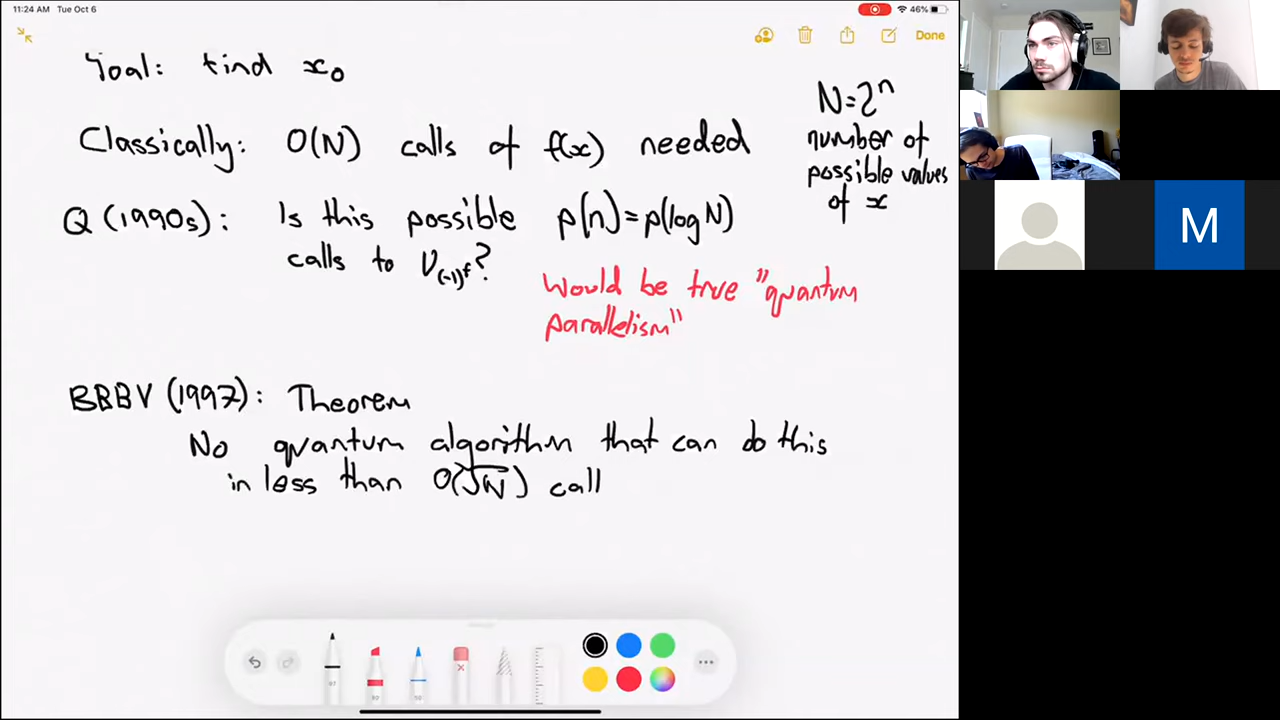 11:24 AM Tue Oct 6
46%
Done
Goal: find x₀
N=2ⁿ
number of
possible values
of x
Classically: O(N) calls of f(x) needed
Q (1990s): Is this possible p(n)=p(log N)
calls to U₍₋₁₎ᶠ?
Would be true "quantum
parallelism"
BBBV (1997): Theorem
No quantum algorithm that can do this
in less than O(√N) call
M